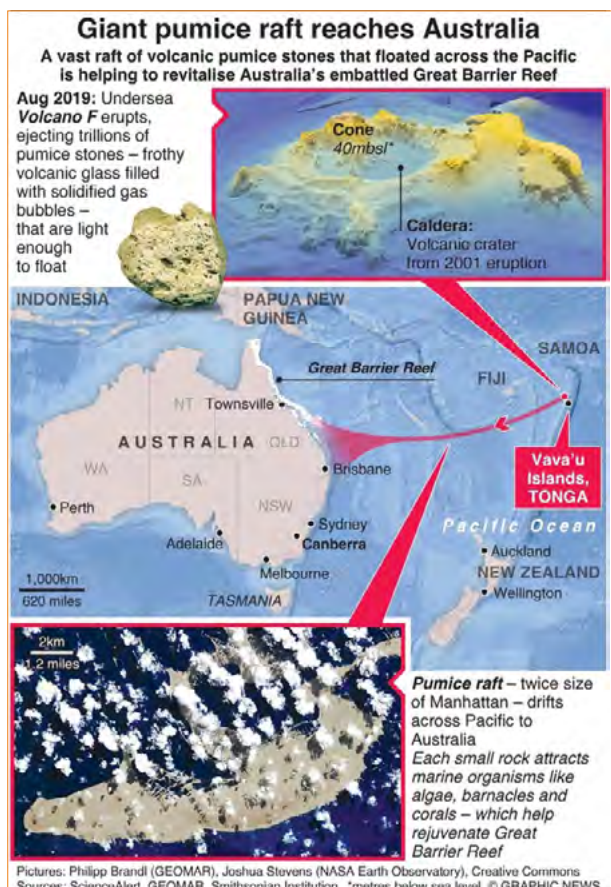 Giant pumice raft reaches Australia
A vast raft of volcanic pumice stones that floated across the Pacific
is helping to revitalise Australia's embattled Great Barrier Reef
Aug 2019: Undersea
Volcano F erupts,
ejecting trillions of
pumice stones – frothy
volcanic glass filled
with solidified gas
bubbles –
that are light
enough
to float
Cone
40mbsl*
Caldera:
Volcanic crater
from 2001 eruption
INDONESIA
PAPUA NEW
GUINEA
SAMOA
Great Barrier Reef
FIJI
NT
Townsville
AUSTRALIA
QLD
Vava'u
Islands,
TONGA
WA
SA
Brisbane
NSW
Perth
Sydney
Pacific Ocean
Adelaide
Canberra
Auckland
Melbourne
NEW ZEALAND
1,000km
620 miles
Wellington
TASMANIA
2km
1.2 miles
Pumice raft – twice size
of Manhattan – drifts
across Pacific to
Australia
Each small rock attracts
marine organisms like
algae, barnacles and
corals – which help
rejuvenate Great
Barrier Reef
Pictures: Philipp Brandl (GEOMAR), Joshua Stevens (NASA Earth Observatory), Creative Commons
Sources: ScienceAlert, GEOMAR, Smithsonian Institution *metres below sea level © GRAPHIC NEWS